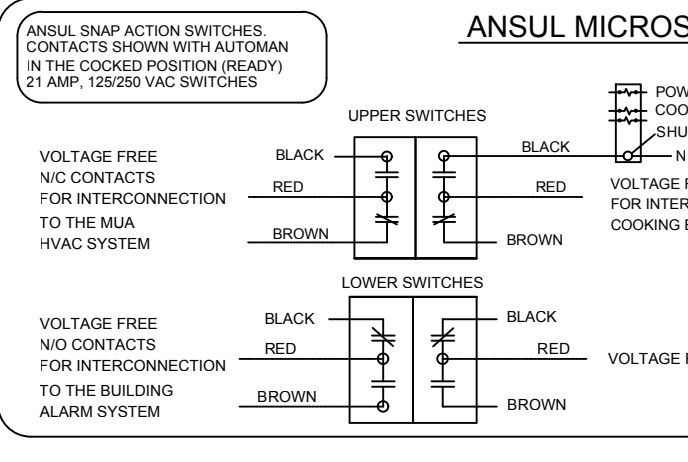 ANSUL SNAP ACTION SWITCHES.
CONTACTS SHOWN WITH AUTOMAN
IN THE COCKED POSITION (READY)
21 AMP, 125/250 VAC SWITCHES
ANSUL MICROS
UPPER SWITCHES
VOLTAGE FREE
N/C CONTACTS
FOR INTERCONNECTION
TO THE MUA
HVAC SYSTEM
BLACK
RED
BROWN
BLACK
RED
BROWN
POW
COO
SHU
N
VOLTAGE F
FOR INTER
COOKING E
LOWER SWITCHES
VOLTAGE FREE
N/O CONTACTS
FOR INTERCONNECTION
TO THE BUILDING
ALARM SYSTEM
BLACK
RED
BROWN
BLACK
RED
BROWN
VOLTAGE F